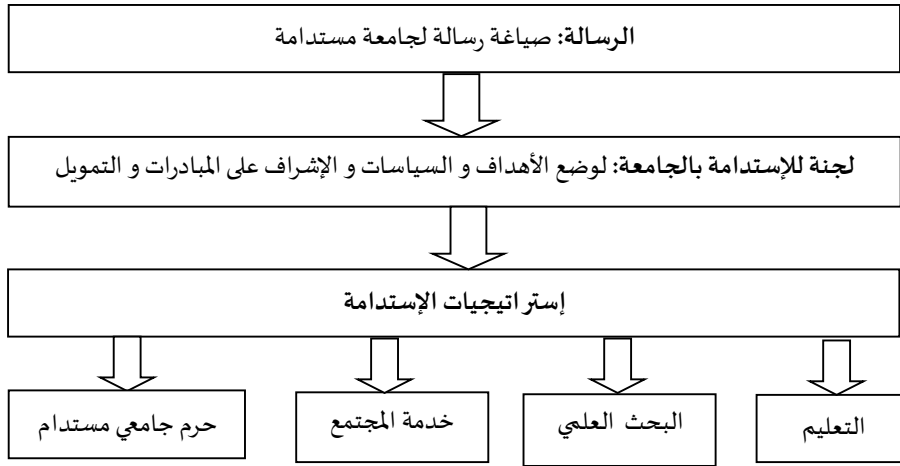 الرسالة: صياغة رسالة لجامعة مستدامة
لجنة للإستدامة بالجامعة: لوضع الأهداف و السياسات و الإشراف على المبادرات و التمويل
إستراتيجيات الإستدامة
التعليم
البحث العلمي
خدمة المجتمع
حرم جامعي مستدام